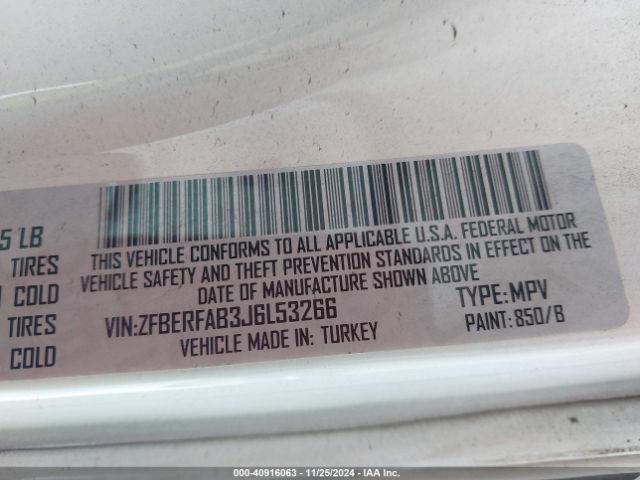 5 LB
TIRES
COLD
TIRES
COLD
THIS VEHICLE CONFORMS TO ALL APPLICABLE U.S.A. FEDERAL MOTOR
VEHICLE SAFETY AND THEFT PREVENTION STANDARDS IN EFFECT ON THE
DATE OF MANUFACTURE SHOWN ABOVE
VIN:ZFBERFAB3J6L53266 TYPE:MPV
VEHICLE MADE IN: TURKEY PAINT:850/B
000-40916063 - 11/25/2024 - IAA Inc.